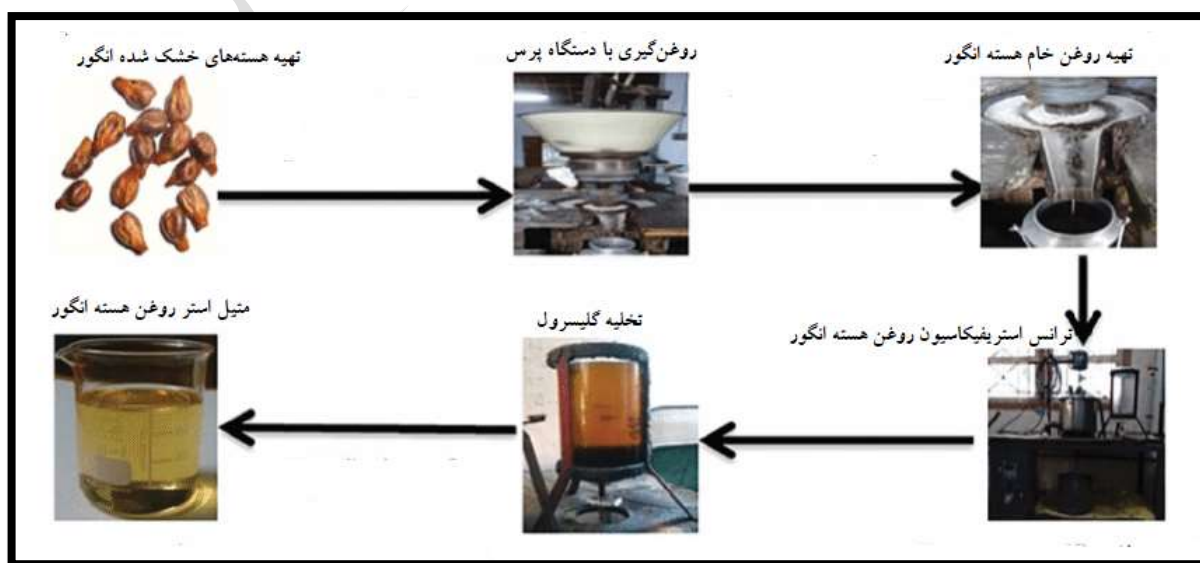 تهیه هسته‌های خشک شده انگور
روغن‌گیری با دستگاه پرس
تهیه روغن خام هسته انگور
ترانس استریفیکاسیون روغن هسته انگور
تخلیه گلیسرول
متیل استر روغن هسته انگور